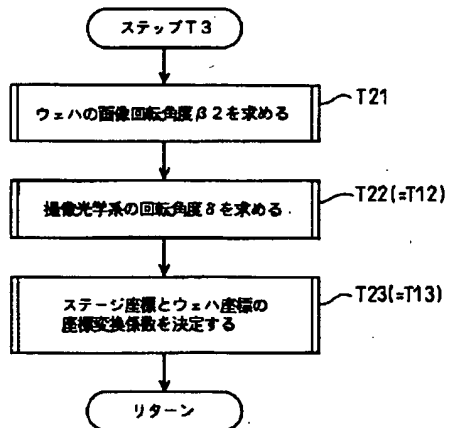 ステップT3
ウェハの画像回転角度β2を求める
T21
撮像光学系の回転角度δを求める
T22(=T12)
ステージ座標とウェハ座標の
座標変換係数を決定する
T23(=T13)
リターン